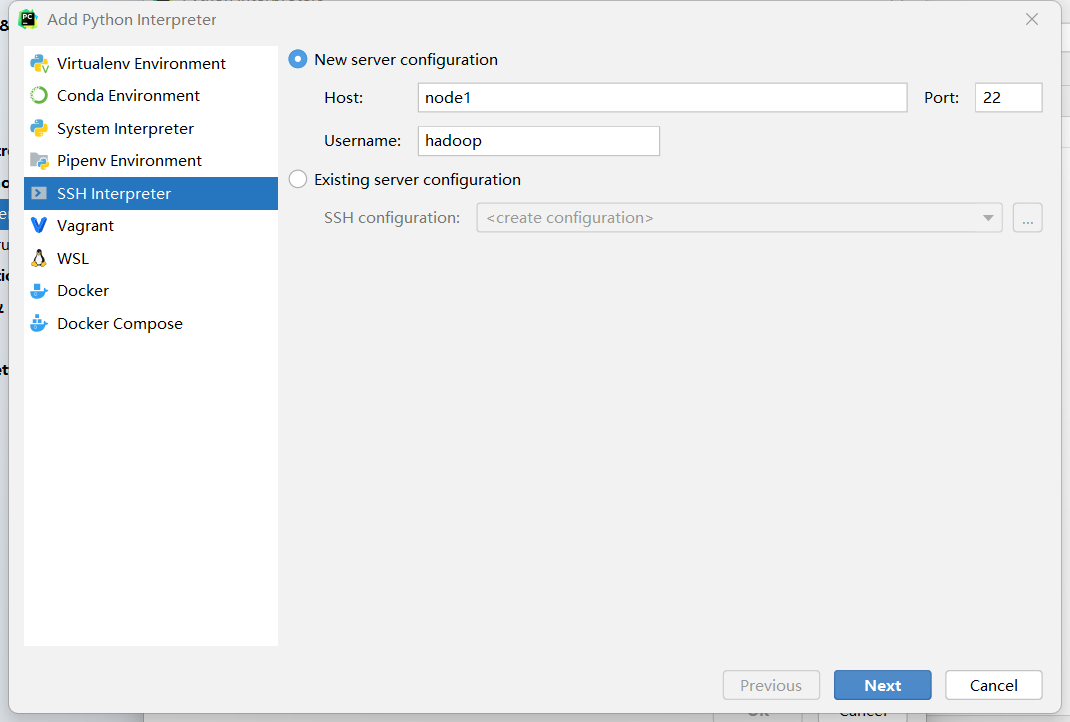 Add Python Interpreter
Virtualenv Environment
Conda Environment
System Interpreter
Pipenv Environment
SSH Interpreter
Vagrant
WSL
Docker
Docker Compose
New server configuration
Host: node1 Port: 22
Username: hadoop
Existing server configuration
SSH configuration: <create configuration> ...
Previous Next Cancel